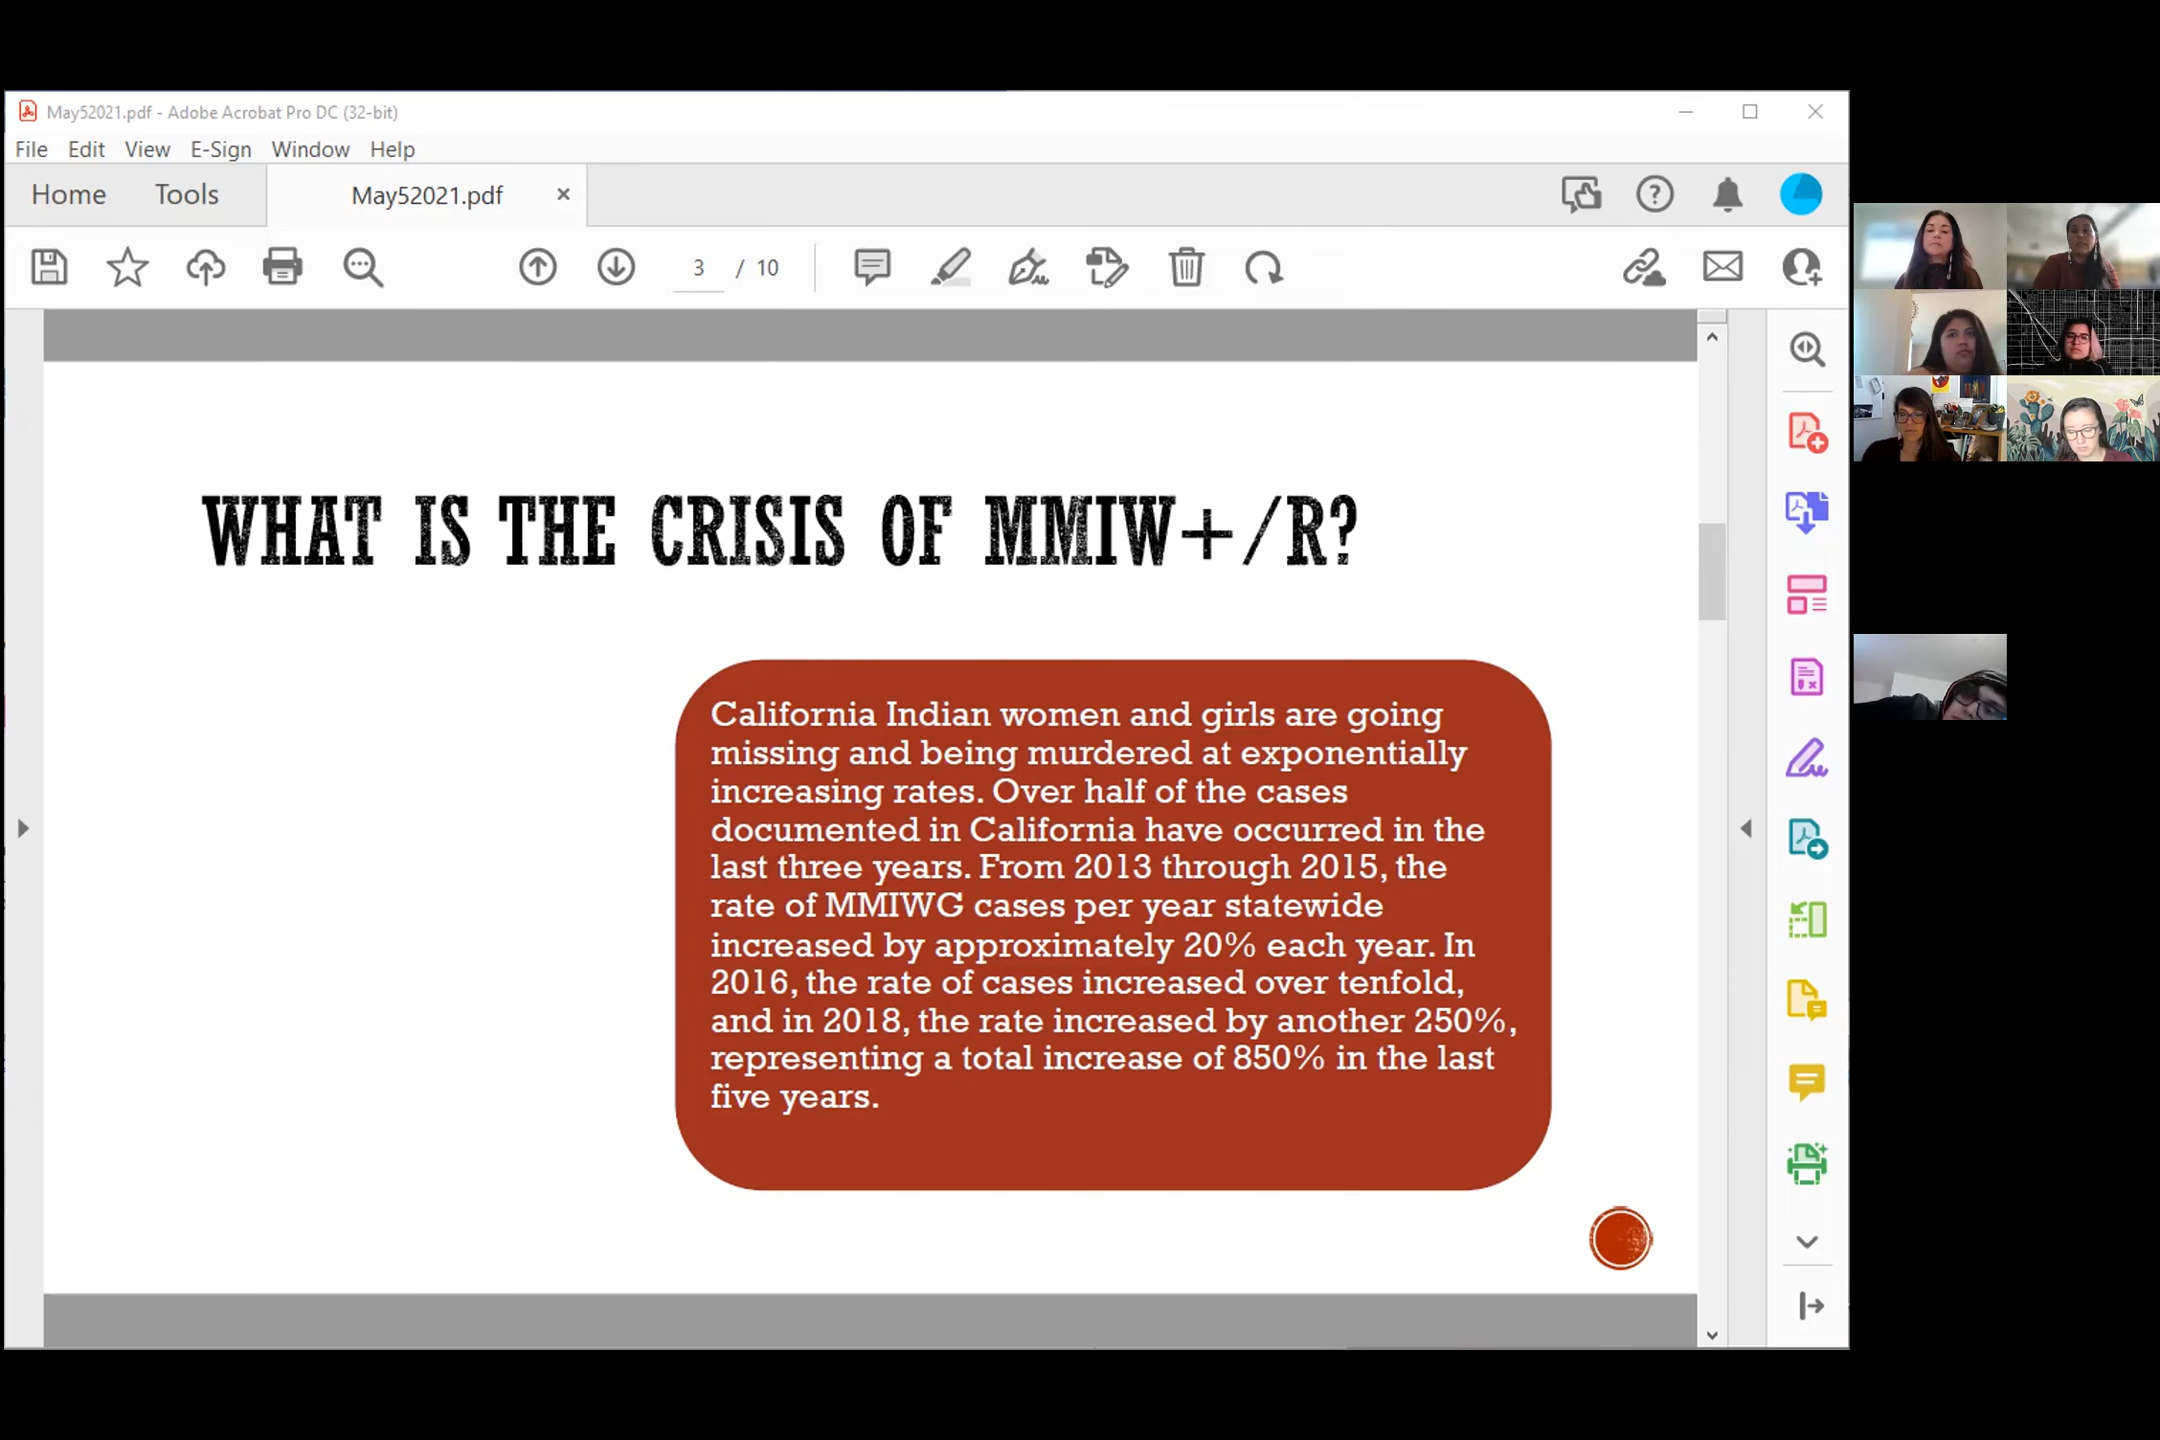 May52021.pdf - Adobe Acrobat Pro DC (32-bit)
File Edit View E-Sign Window Help
Home Tools May52021.pdf
3 / 10
WHAT IS THE CRISIS OF MMIW+/R?
California Indian women and girls are going
missing and being murdered at exponentially
increasing rates. Over half of the cases
documented in California have occurred in the
last three years. From 2013 through 2015, the
rate of MMIWG cases per year statewide
increased by approximately 20% each year. In
2016, the rate of cases increased over tenfold,
and in 2018, the rate increased by another 250%,
representing a total increase of 850% in the last
five years.